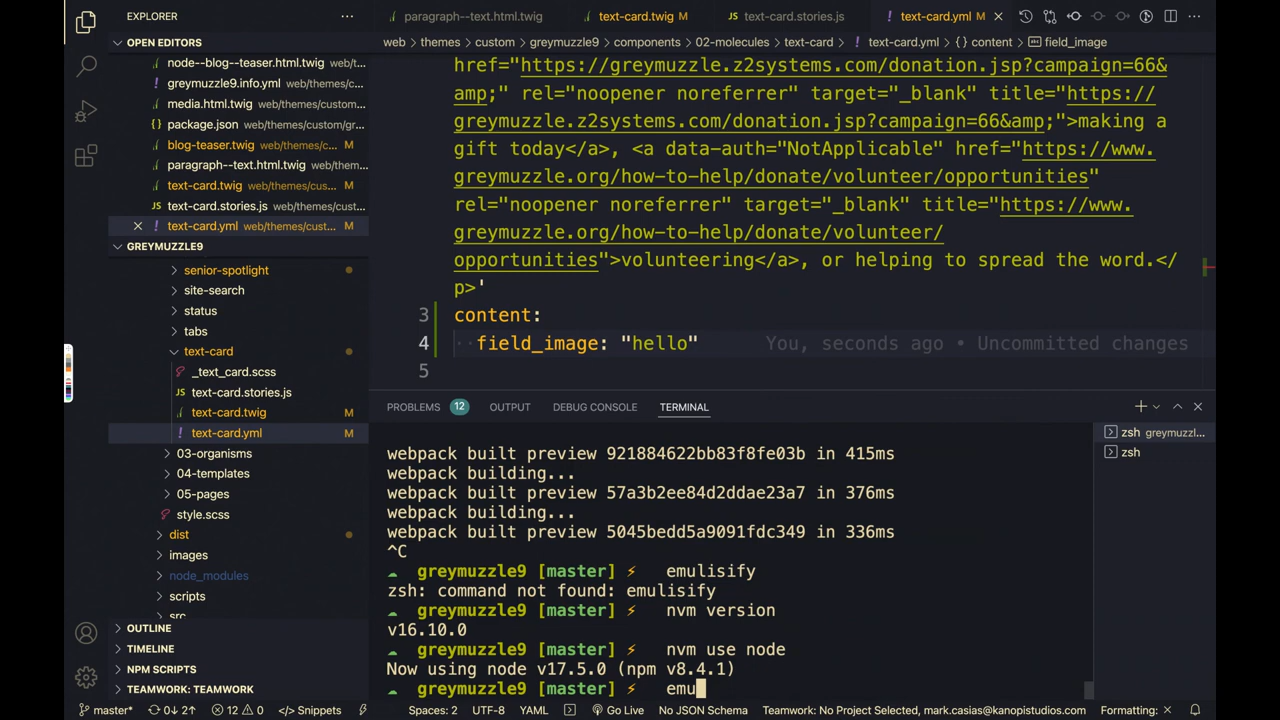 EXPLORER
OPEN EDITORS
node--blog--teaser.html.twig web/themes/c...
greymuzzle9.info.yml web/themes/c...
media.html.twig web/themes/custom...
package.json web/themes/custom/gr...
blog-teaser.twig web/themes/c... M
paragraph--text.html.twig web/them...
text-card.twig web/themes/cus... M
text-card.stories.js web/themes/cust...
text-card.yml web/themes/cust... M
GREYMUZZLE9
senior-spotlight
site-search
status
tabs
text-card
_text_card.scss
text-card.stories.js
text-card.twig M
text-card.yml M
03-organisms
04-templates
05-pages
style.scss
dist
images
node_modules
scripts
src
OUTLINE
TIMELINE
NPM SCRIPTS
TEAMWORK: TEAMWORK
paragraph--text.html.twig text-card.twig M text-card.stories.js text-card.yml M
web > themes > custom > greymuzzle9 > components > 02-molecules > text-card > ! text-card.yml > {} content > field_image
href="https://greymuzzle.z2systems.com/donation.jsp?campaign=66&
amp;" rel="noopener noreferrer" target="_blank" title="https://
greymuzzle.z2systems.com/donation.jsp?campaign=66&amp;">making a
gift today</a>, <a data-auth="NotApplicable" href="https://www.
greymuzzle.org/how-to-help/donate/volunteer/opportunities"
rel="noopener noreferrer" target="_blank" title="https://www.
greymuzzle.org/how-to-help/donate/volunteer/
opportunities">volunteering</a>, or helping to spread the word.</
p>'
3 content:
4 field_image: "hello" You, seconds ago • Uncommitted changes
5
PROBLEMS 12 OUTPUT DEBUG CONSOLE TERMINAL
webpack built preview 921884622bb83f8fe03b in 415ms
webpack building...
webpack built preview 57a3b2ee84d2ddae23a7 in 376ms
webpack building...
webpack built preview 5045bedd5a9091fdc349 in 336ms
^C
greymuzzle9 [master] ⚡ emulisify
zsh: command not found: emulisify
greymuzzle9 [master] ⚡ nvm version
v16.10.0
greymuzzle9 [master] ⚡ nvm use node
Now using node v17.5.0 (npm v8.4.1)
greymuzzle9 [master] ⚡ emu
zsh greymuzzl...
zsh
master* 0↓ 2↑ 12 0 </> Snippets Spaces: 2 UTF-8 LF YAML Go Live No JSON Schema Teamwork: No Project Selected, mark.casias@kanopistudios.com Formatting: ×